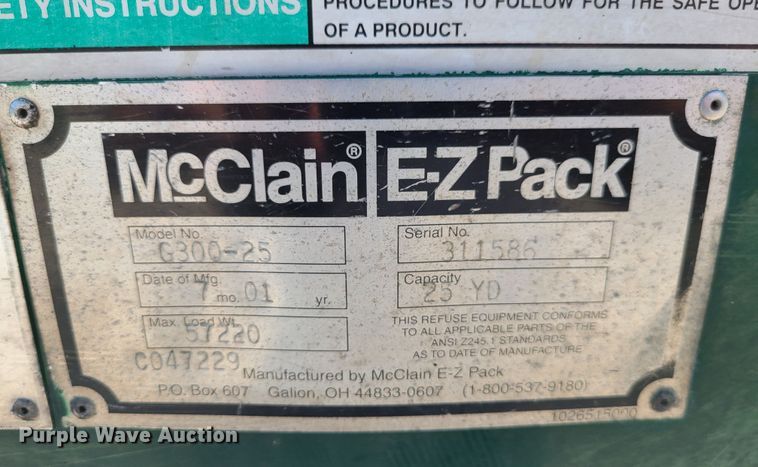 ETY INSTRUCTIONS
PROCEDURES TO FOLLOW FOR THE SAFE OPE
OF A PRODUCT.
McClain® E-Z Pack®
Model No. G300-25
Serial No. 311586
Date of Mfg. 7 mo. 01 yr.
Capacity 25 YD
Max. Load Wt. 57220
THIS REFUSE EQUIPMENT CONFORMS
TO ALL APPLICABLE PARTS OF THE
ANSI Z245.1 STANDARDS
AS TO DATE OF MANUFACTURE
C047229
Manufactured by McClain E-Z Pack
P.O. Box 607 Galion, OH 44833-0607 (1-800-537-9180)
1026515000
Purple Wave Auction